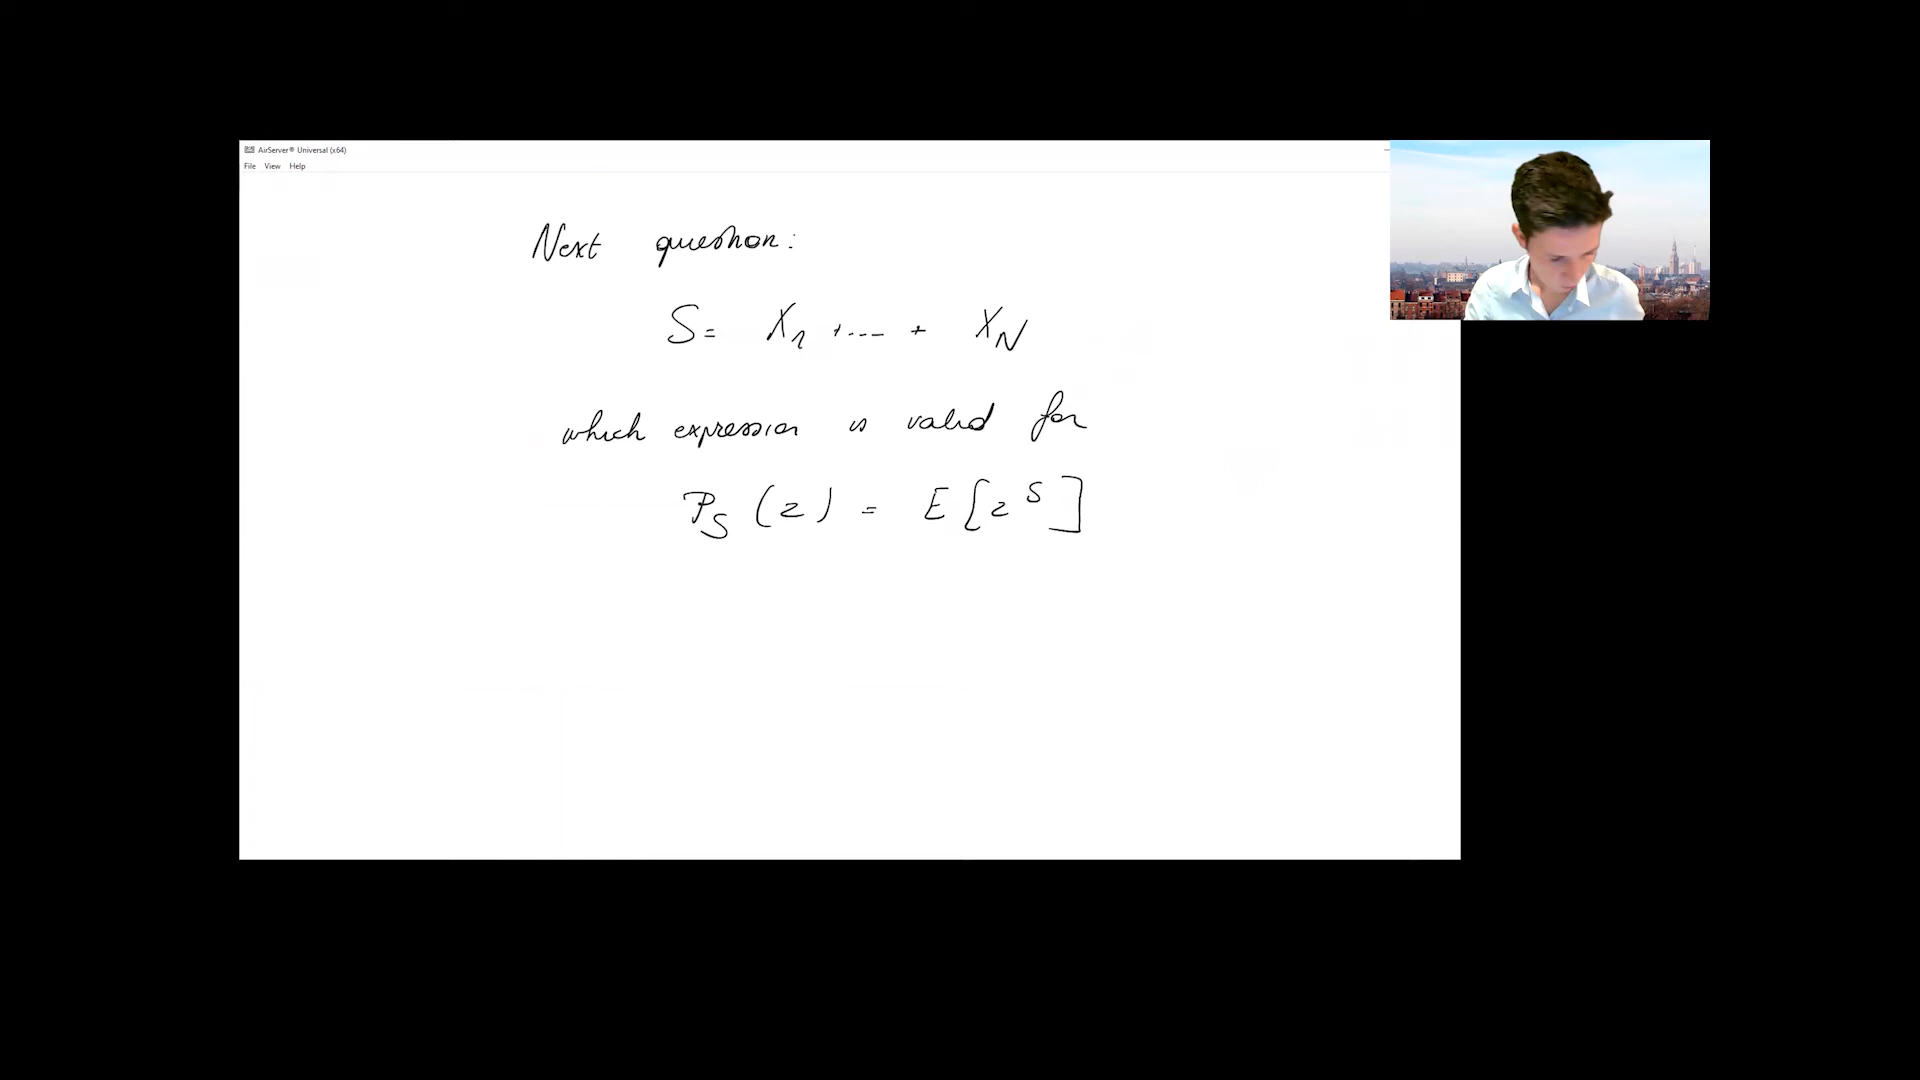 AirServer® Universal (x64)
File View Help
Next question:
S = X₁ + .... + X_N
which expression is valid for
P_S (z) = E[z^S]